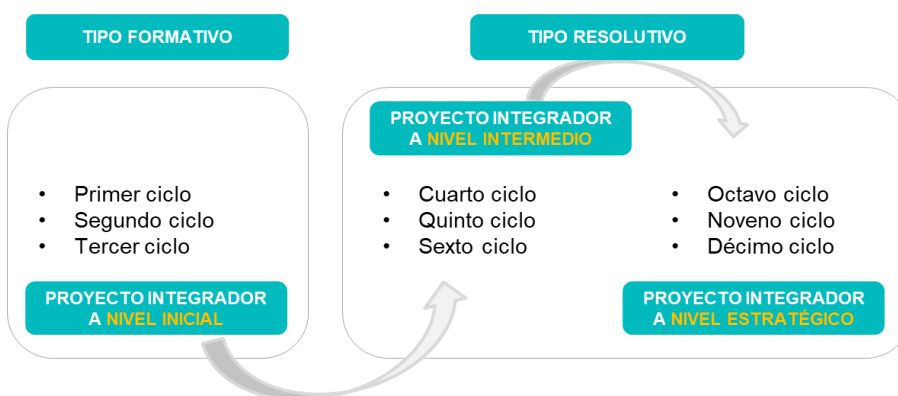 TIPO FORMATIVO
TIPO RESOLUTIVO
• Primer ciclo
• Segundo ciclo
• Tercer ciclo
PROYECTO INTEGRADOR
A NIVEL INICIAL
PROYECTO INTEGRADOR
A NIVEL INTERMEDIO
• Cuarto ciclo
• Quinto ciclo
• Sexto ciclo
• Octavo ciclo
• Noveno ciclo
• Décimo ciclo
PROYECTO INTEGRADOR
A NIVEL ESTRATÉGICO